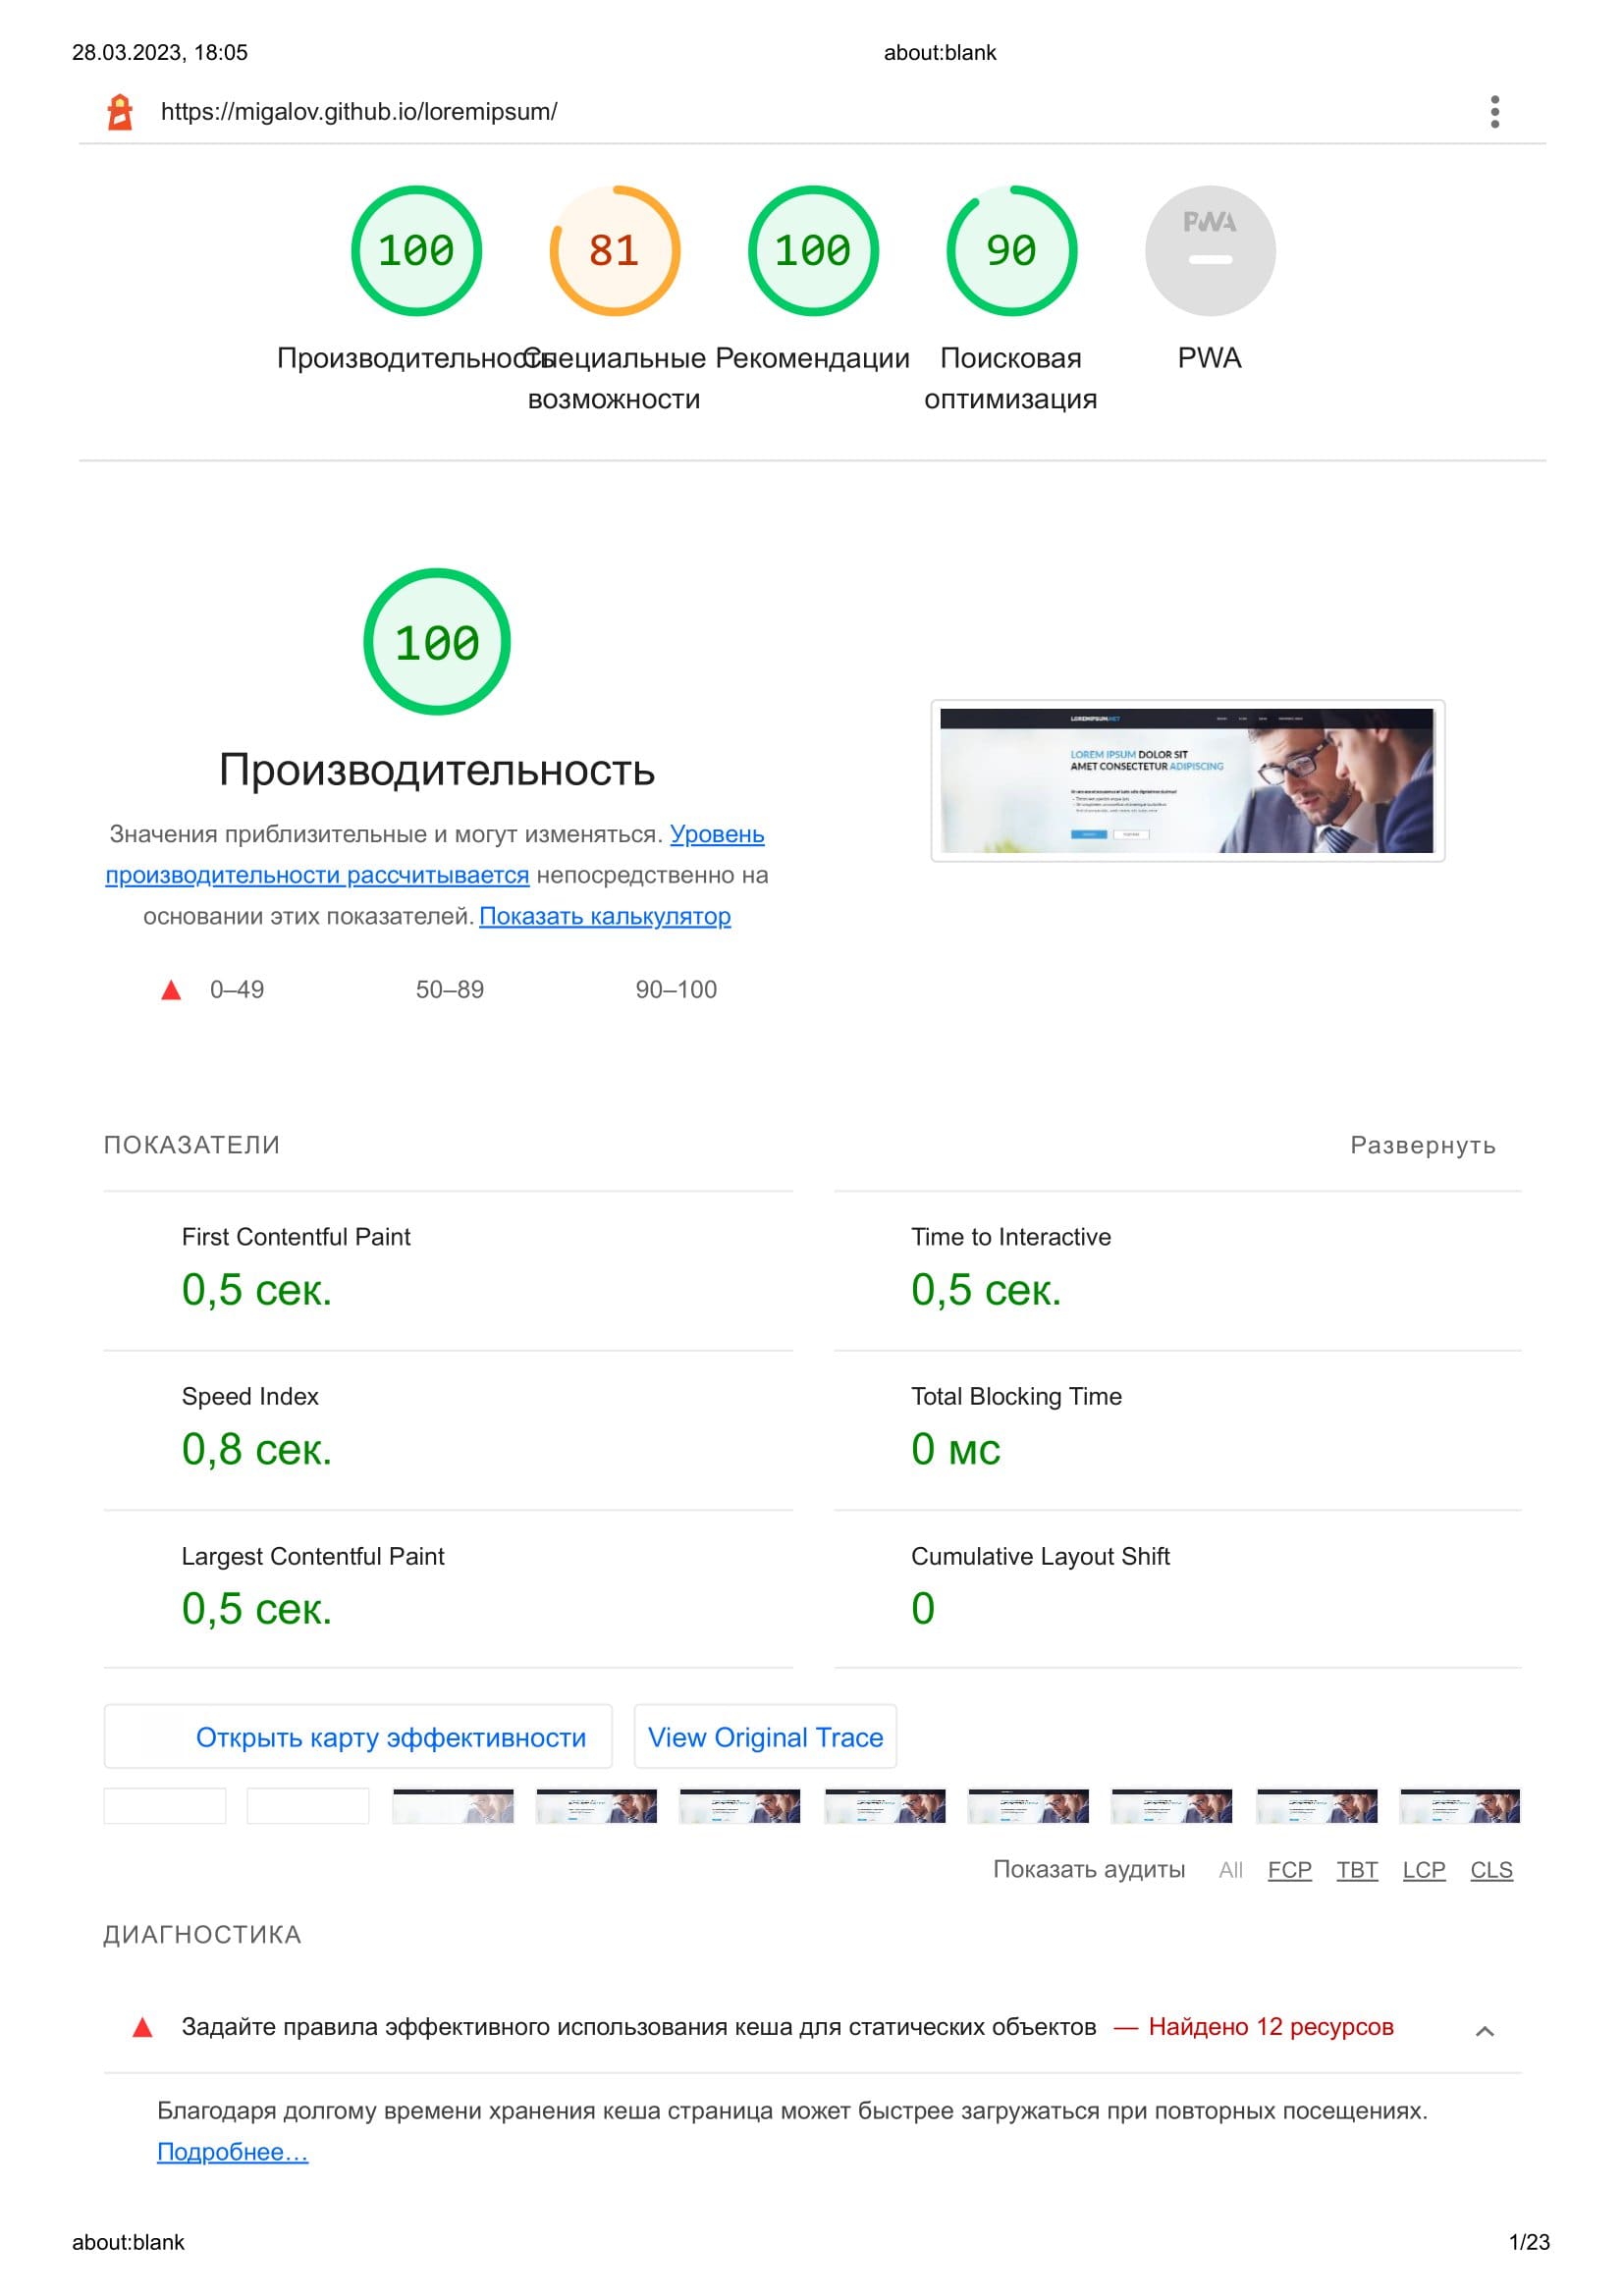 28.03.2023, 18:05 about:blank
https://migalov.github.io/loremipsum/
100 81 100 90 PWA
Производительность Специальные Рекомендации Поисковая PWA
возможности оптимизация
100
Производительность
Значения приблизительные и могут изменяться. Уровень
производительности рассчитывается непосредственно на
основании этих показателей. Показать калькулятор
0–49 50–89 90–100
LOREMIPSUM.NET
LOREM IPSUM DOLOR SIT
AMET CONSECTETUR ADIPISCING
ПОКАЗАТЕЛИ Развернуть
First Contentful Paint Time to Interactive
0,5 сек. 0,5 сек.
Speed Index Total Blocking Time
0,8 сек. 0 мс
Largest Contentful Paint Cumulative Layout Shift
0,5 сек. 0
Открыть карту эффективности View Original Trace
Показать аудиты All FCP TBT LCP CLS
ДИАГНОСТИКА
Задайте правила эффективного использования кеша для статических объектов — Найдено 12 ресурсов
Благодаря долгому времени хранения кеша страница может быстрее загружаться при повторных посещениях.
Подробнее…
about:blank 1/23